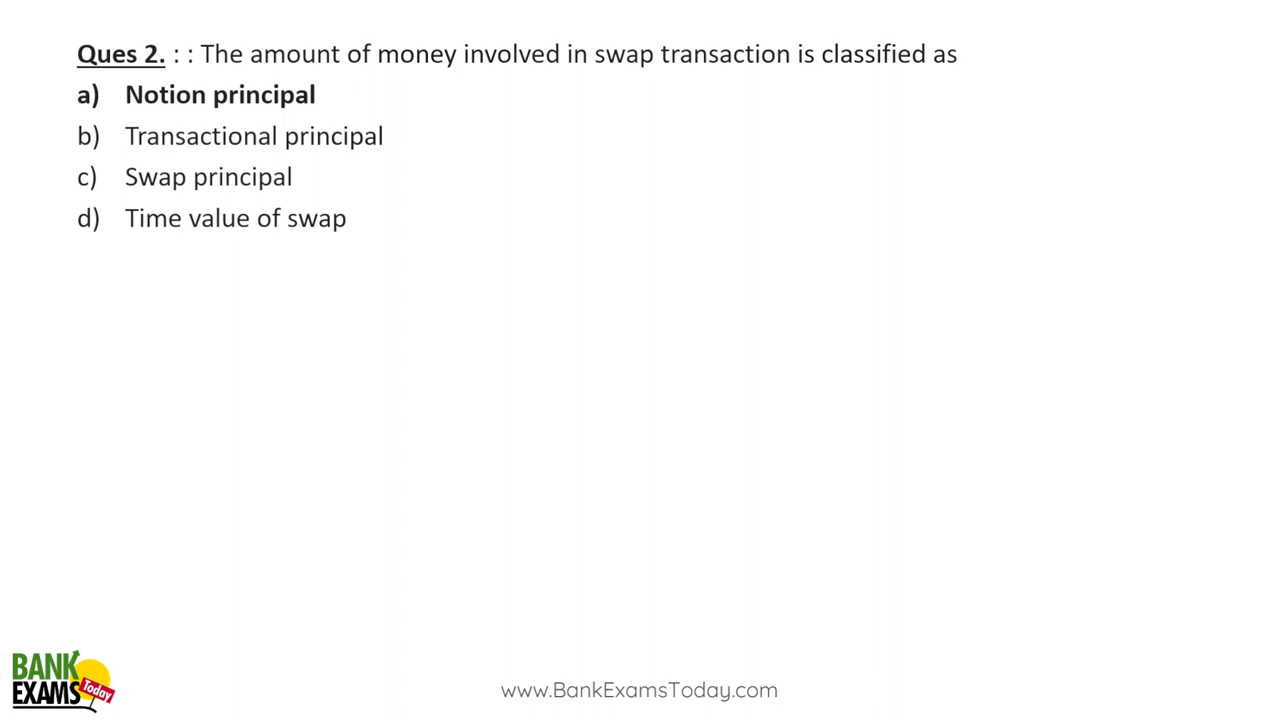 Ques 2. : : The amount of money involved in swap transaction is classified as
a) Notion principal
b) Transactional principal
c) Swap principal
d) Time value of swap
BANK
EXAMS Today
www.BankExamsToday.com